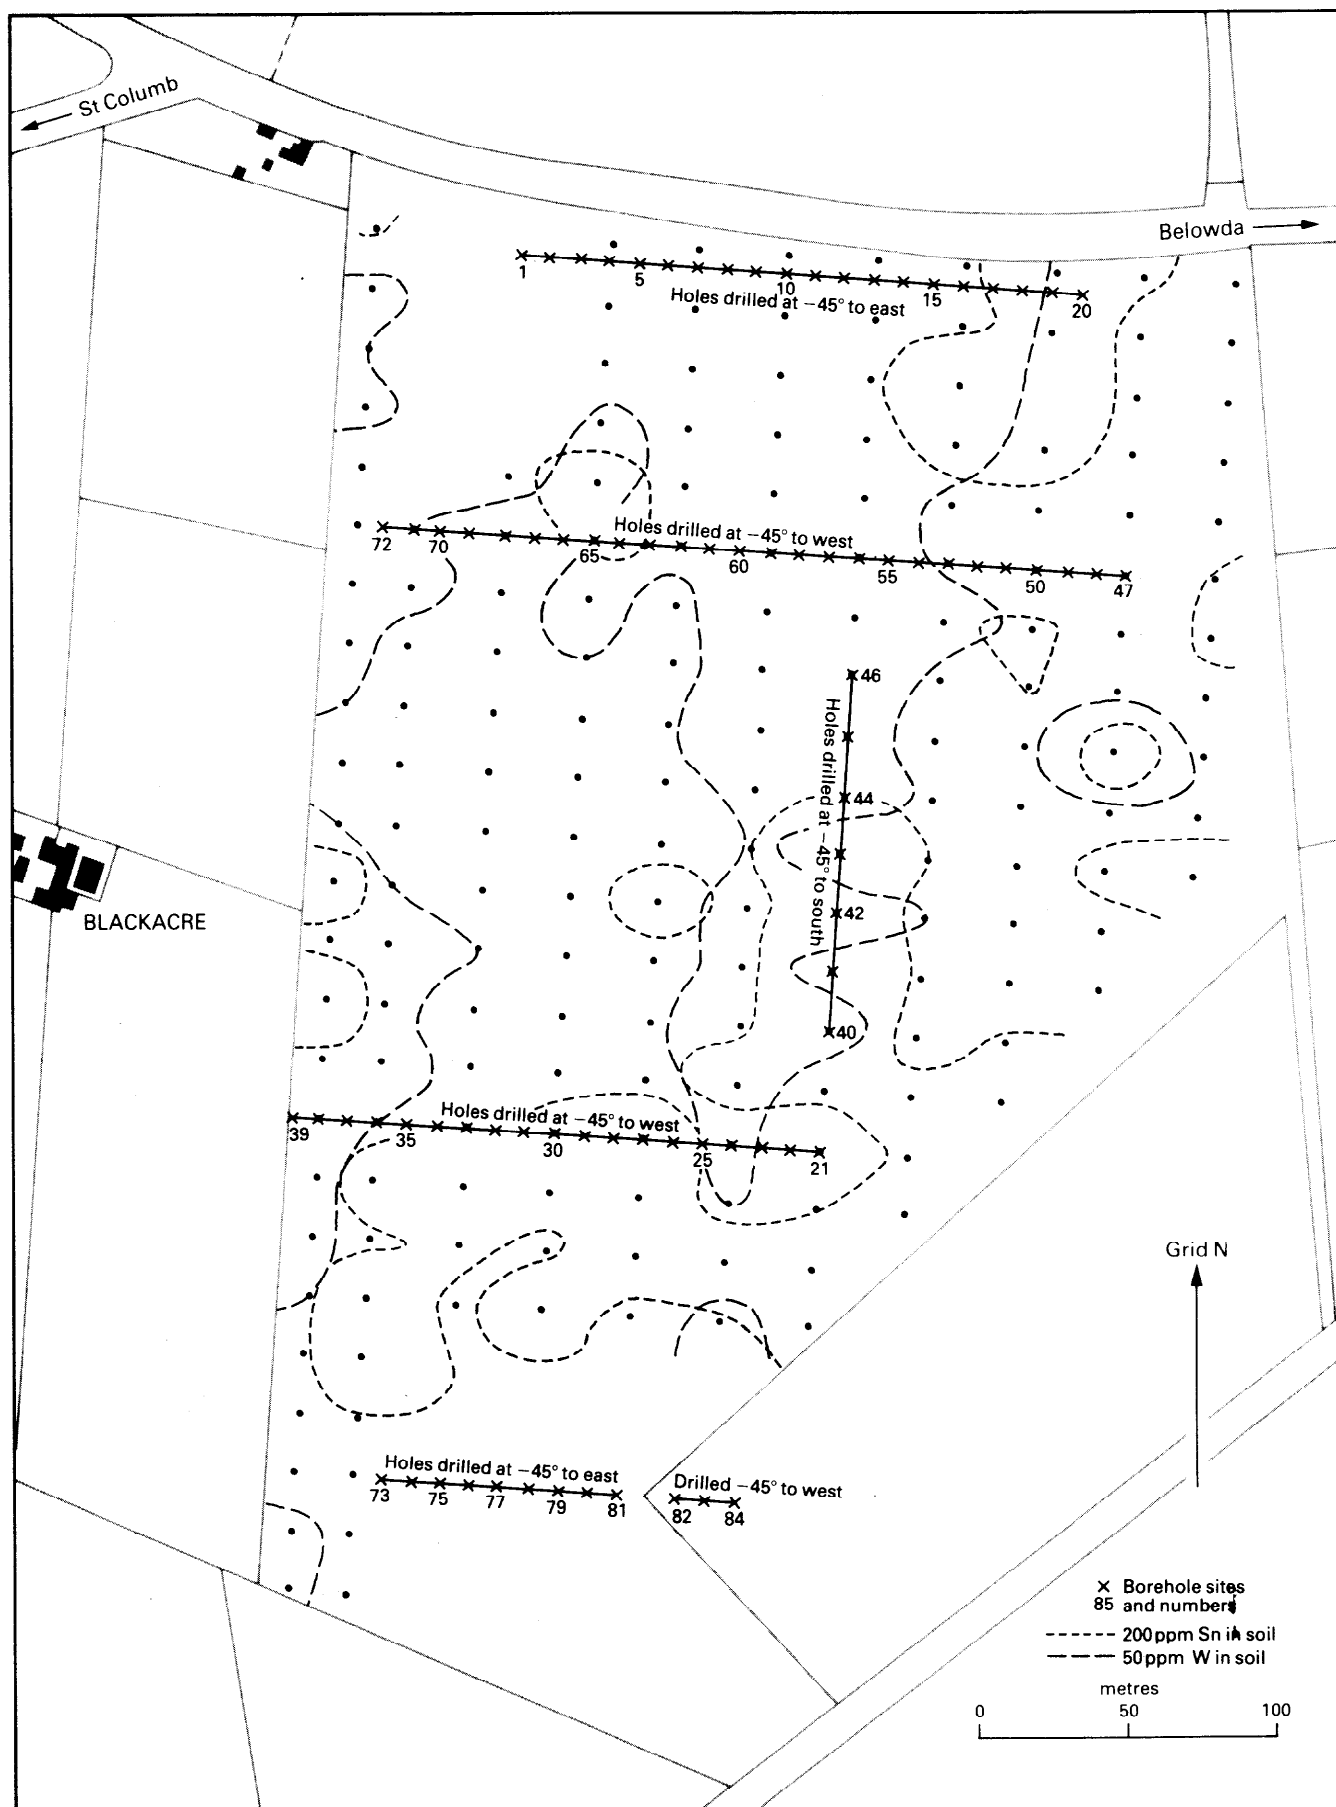 St Columb
Belowda
1
5
10
15
20
Holes drilled at −45° to east
Holes drilled at −45° to west
72
70
65
60
55
50
47
46
44
42
40
Holes drilled at −45° to south
BLACKACRE
Holes drilled at −45° to west
39
35
30
25
21
Grid N
Holes drilled at −45° to east
73
75
77
79
81
Drilled −45° to west
82
84
x Borehole sites
85 and numbers
200 ppm Sn in soil
50 ppm W in soil
metres
0 50 100